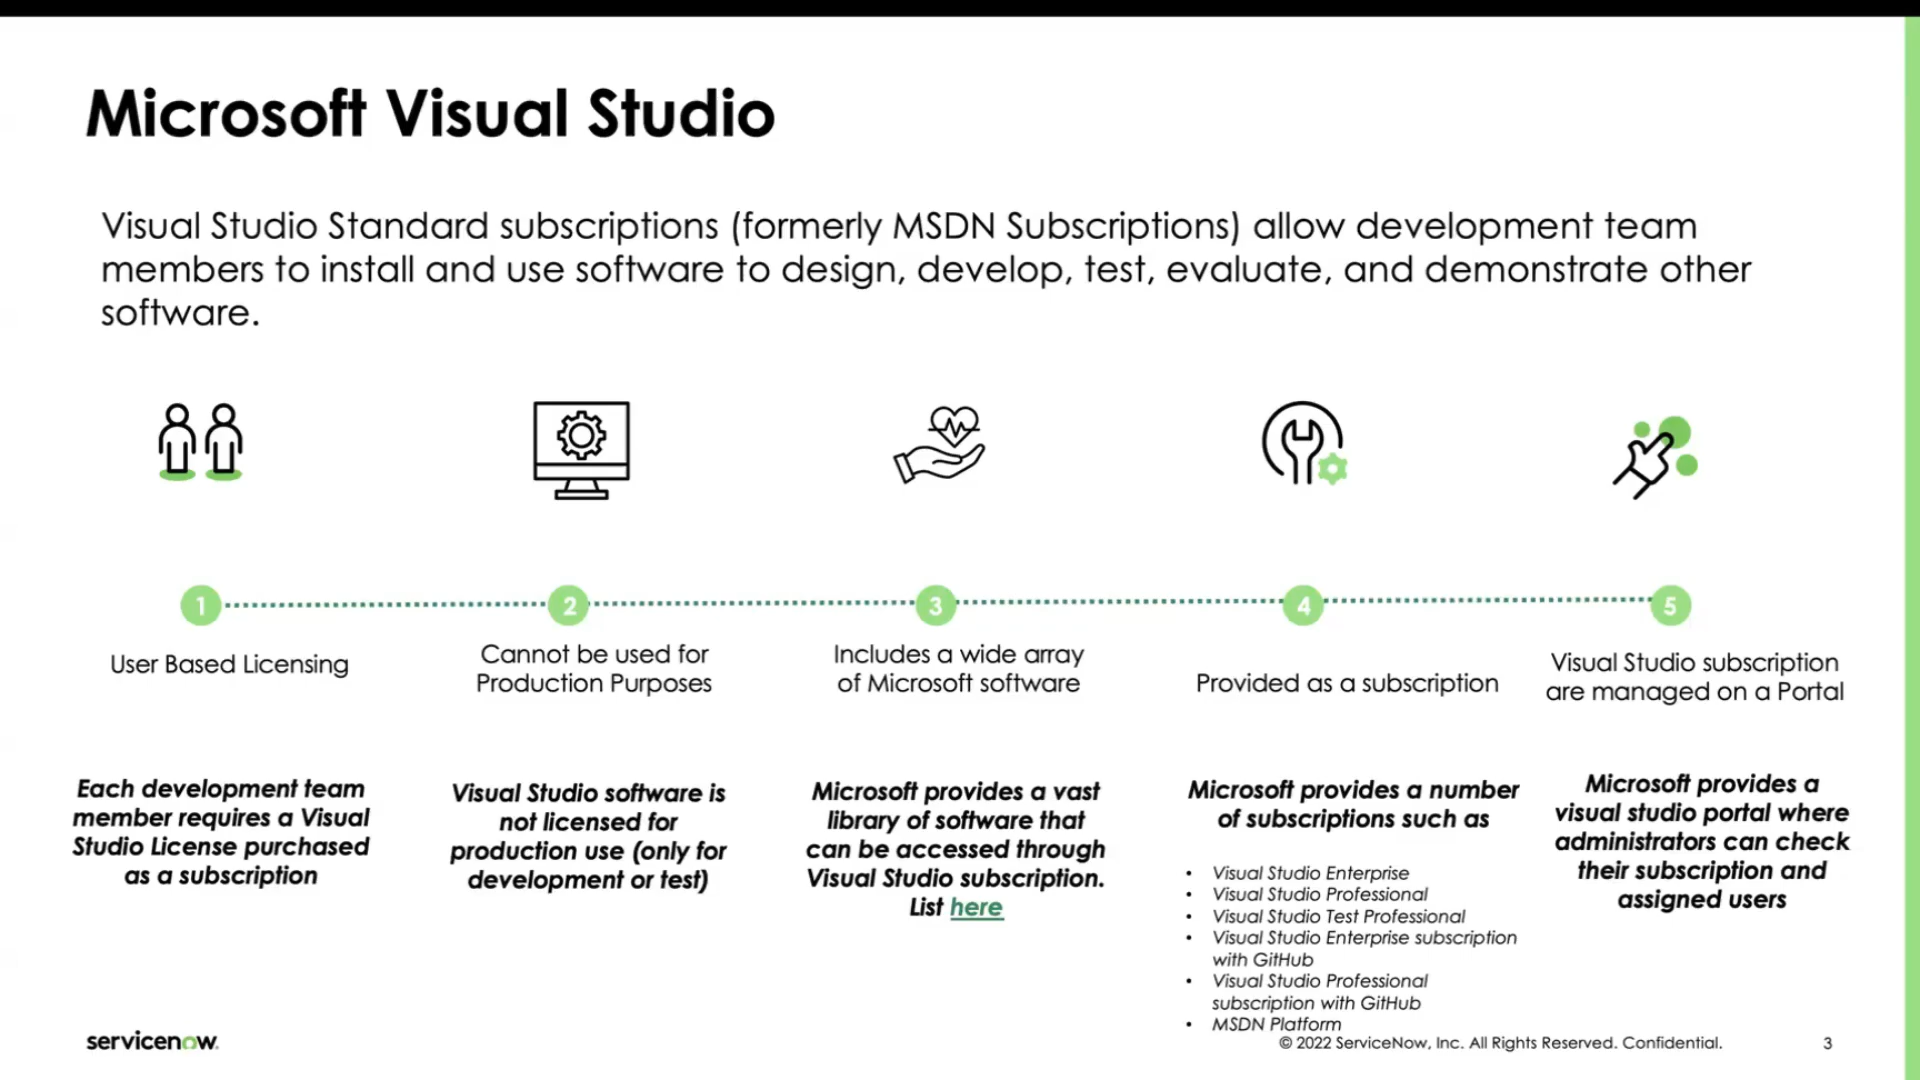 Microsoft Visual Studio
Visual Studio Standard subscriptions (formerly MSDN Subscriptions) allow development team
members to install and use software to design, develop, test, evaluate, and demonstrate other
software.
1
2
3
4
5
User Based Licensing
Cannot be used for
Production Purposes
Includes a wide array
of Microsoft software
Provided as a subscription
Visual Studio subscription
are managed on a Portal
Each development team
member requires a Visual
Studio License purchased
as a subscription
Visual Studio software is
not licensed for
production use (only for
development or test)
Microsoft provides a vast
library of software that
can be accessed through
Visual Studio subscription.
List here
Microsoft provides a number
of subscriptions such as
• Visual Studio Enterprise
• Visual Studio Professional
• Visual Studio Test Professional
• Visual Studio Enterprise subscription
with GitHub
• Visual Studio Professional
subscription with GitHub
• MSDN Platform
Microsoft provides a
visual studio portal where
administrators can check
their subscription and
assigned users
servicenow.
© 2022 ServiceNow, Inc. All Rights Reserved. Confidential.
3